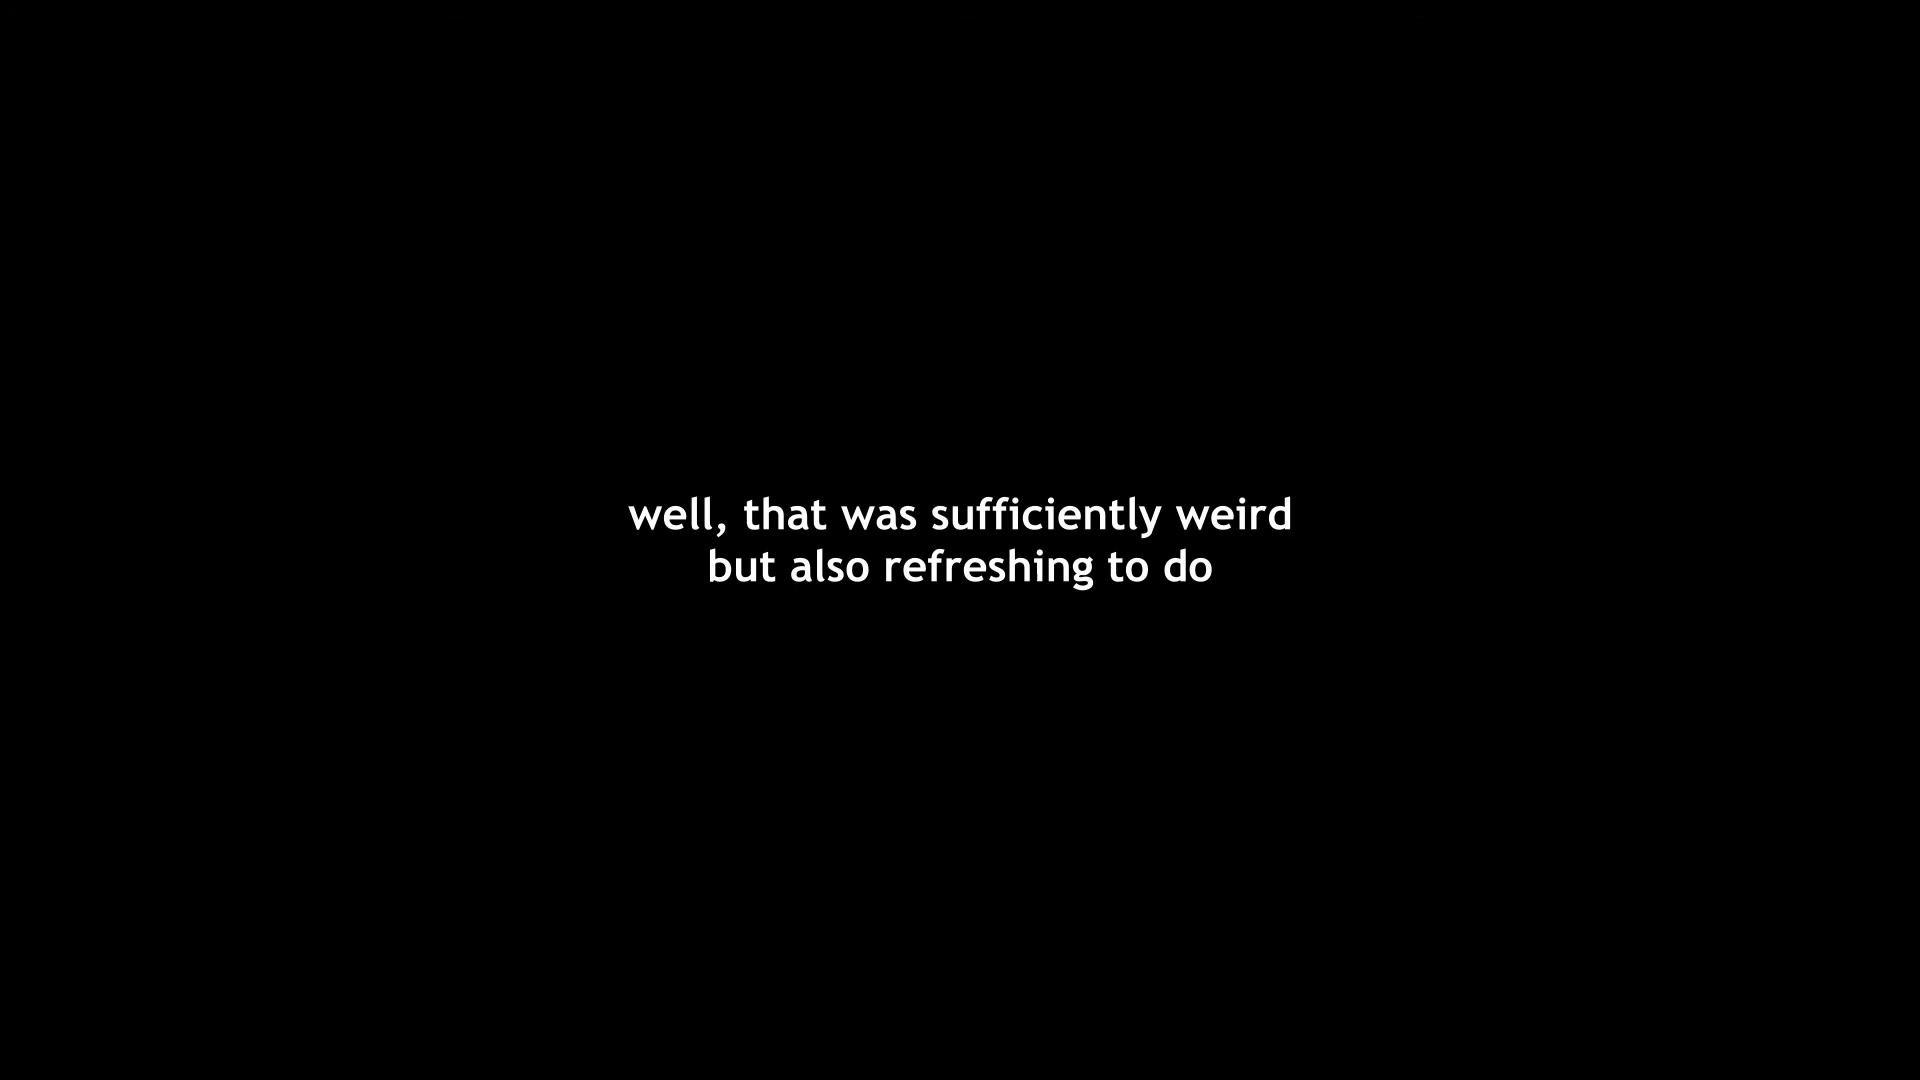 well, that was sufficiently weird
but also refreshing to do